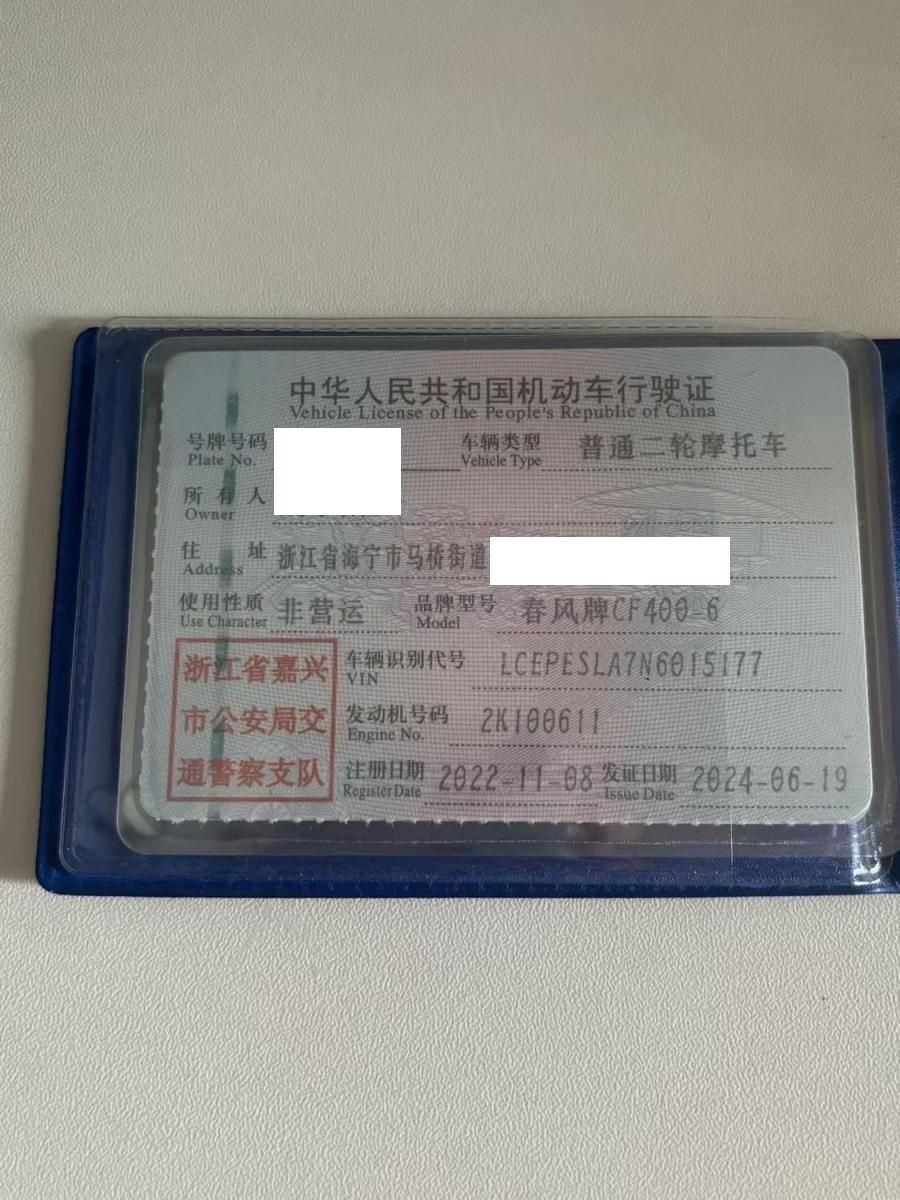 中华人民共和国机动车行驶证
Vehicle License of the People's Republic of China
号牌号码
Plate No.
车辆类型 普通二轮摩托车
Vehicle Type
所有人
Owner
住址 浙江省海宁市马桥街道
Address
使用性质 非营运 品牌型号 春风牌CF400-6
Use Character Model
浙江省嘉兴
市公安局交
通警察支队
车辆识别代号 LCEPESLA7N6015177
VIN
发动机号码 2K100611
Engine No.
注册日期 2022-11-08 发证日期 2024-06-19
Register Date Issue Date